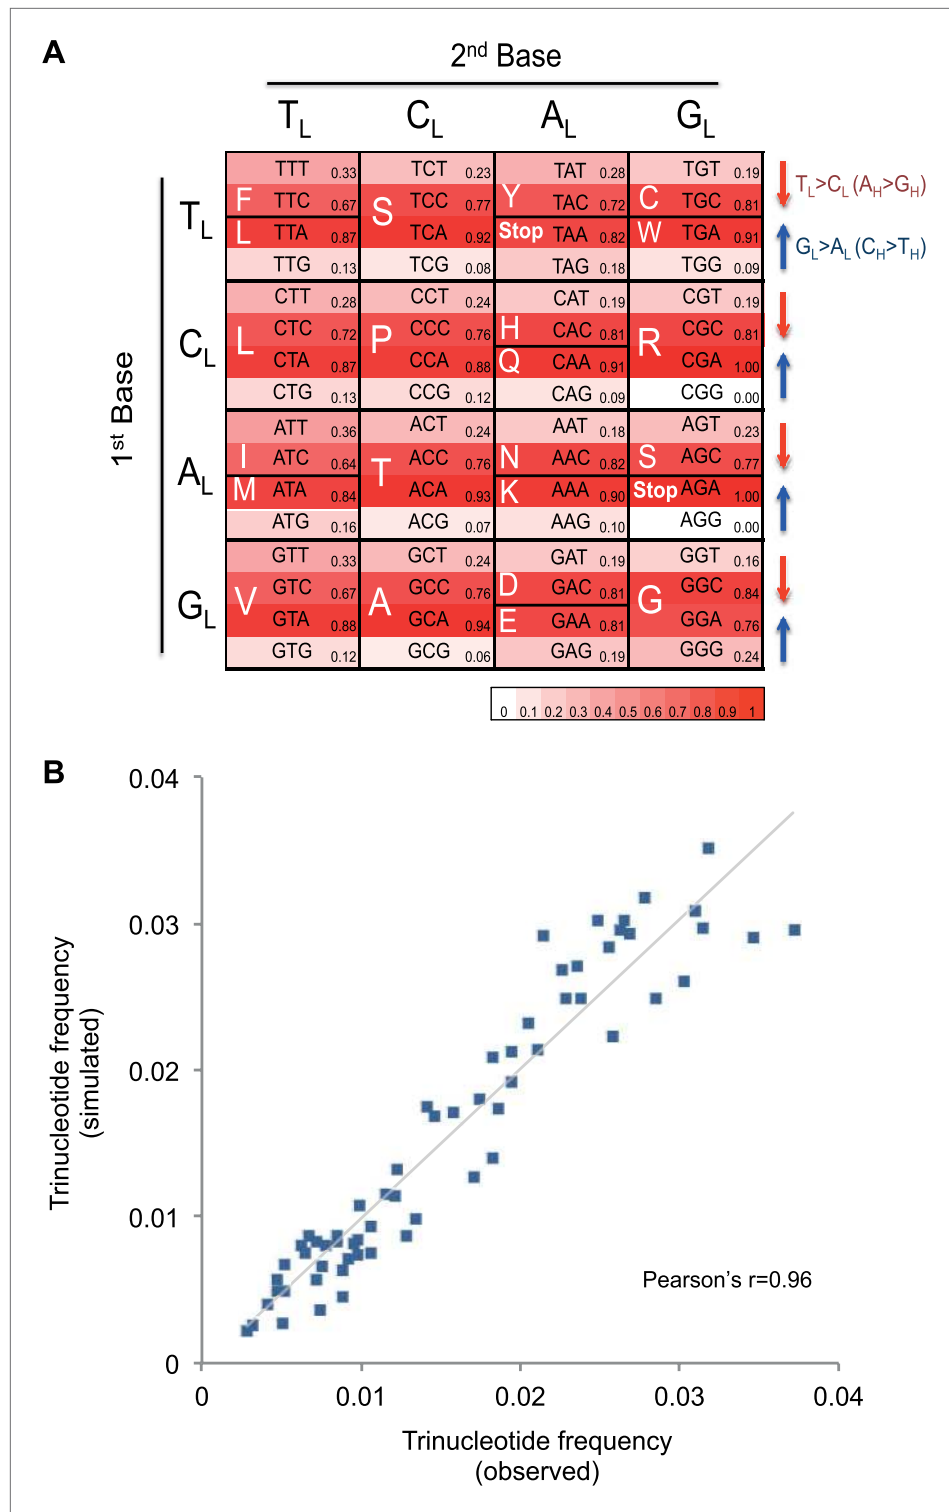 A
2nd Base
TL CL AL GL
1st Base
TL
TTT 0.33 TCT 0.23 TAT 0.28 TGT 0.19
F TTC 0.67 S TCC 0.77 Y TAC 0.72 C TGC 0.81
L TTA 0.87 TCA 0.92 Stop TAA 0.82 W TGA 0.91
TTG 0.13 TCG 0.08 TAG 0.18 TGG 0.09
TL>CL (AH>GH)
GL>AL (CH>TH)
CL
CTT 0.28 CCT 0.24 CAT 0.19 CGT 0.19
L CTC 0.72 P CCC 0.76 H CAC 0.81 R CGC 0.81
CTA 0.87 CCA 0.88 Q CAA 0.91 CGA 1.00
CTG 0.13 CCG 0.12 CAG 0.09 CGG 0.00
AL
ATT 0.36 ACT 0.24 AAT 0.18 AGT 0.23
I ATC 0.64 T ACC 0.76 N AAC 0.82 S AGC 0.77
M ATA 0.84 ACA 0.93 K AAA 0.90 Stop AGA 1.00
ATG 0.16 ACG 0.07 AAG 0.10 AGG 0.00
GL
GTT 0.33 GCT 0.24 GAT 0.19 GGT 0.16
V GTC 0.67 A GCC 0.76 D GAC 0.81 G GGC 0.84
GTA 0.88 GCA 0.94 E GAA 0.81 GGA 0.76
GTG 0.12 GCG 0.06 GAG 0.19 GGG 0.24
0 0.1 0.2 0.3 0.4 0.5 0.6 0.7 0.8 0.9 1
B
0.04
0.03
0.02
0.01
0
Trinucleotide frequency
(simulated)
Pearson's r=0.96
0 0.01 0.02 0.03 0.04
Trinucleotide frequency
(observed)